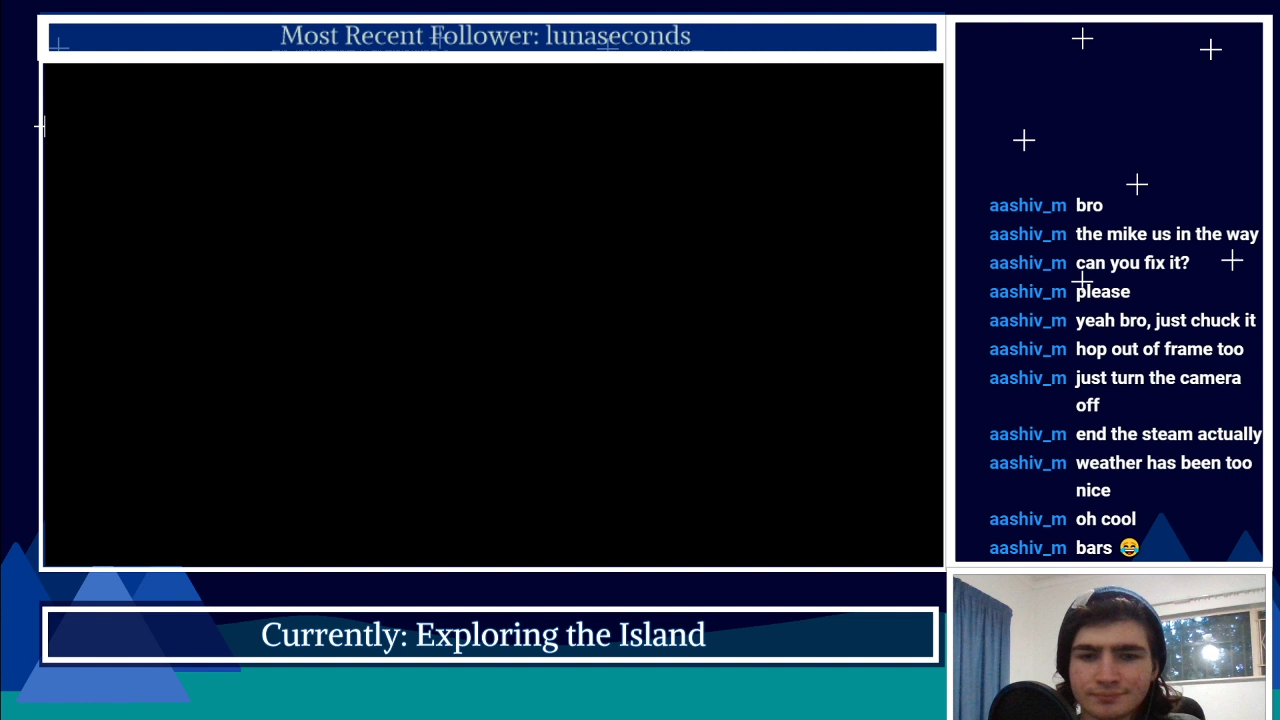 Most Recent Follower: lunaseconds
aashiv_m bro
aashiv_m the mike us in the way
aashiv_m can you fix it?
aashiv_m please
aashiv_m yeah bro, just chuck it
aashiv_m hop out of frame too
aashiv_m just turn the camera
off
aashiv_m end the steam actually
aashiv_m weather has been too
nice
aashiv_m oh cool
aashiv_m bars 😂
Currently: Exploring the Island